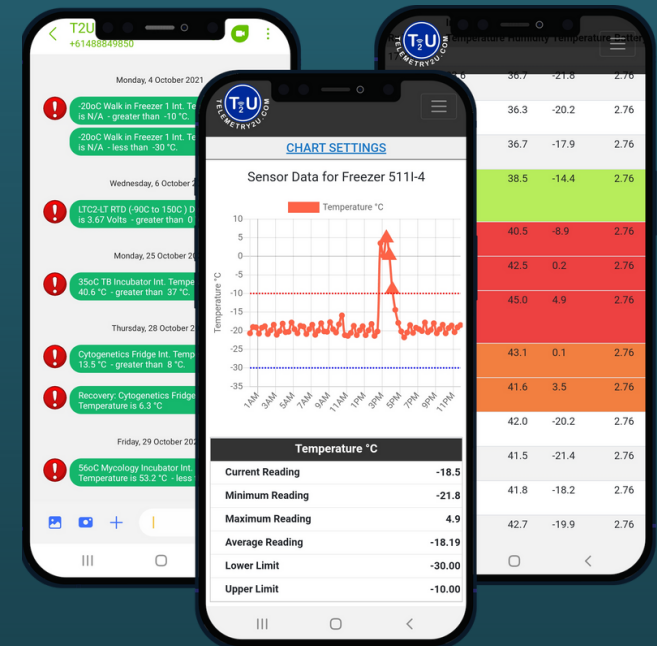 T2U
+61488849850
Monday, 4 October 2021
-20oC Walk in Freezer 1 Int. Te
is N/A - greater than -10 °C.
-20oC Walk in Freezer 1 Int. Te
is N/A - less than -30 °C.
Wednesday, 6 October 2
LTC2-LT RTD (-90C to 150C ) D
is 3.67 Volts - greater than 0
Monday, 25 October 20
35oC TB Incubator Int. Tempe
40.6 °C - greater than 37 °C.
Thursday, 28 October 2
Cytogenetics Fridge Int. Temp
13.5 °C - greater than 8 °C.
Recovery: Cytogenetics Fridge
Temperature is 6.3 °C
Friday, 29 October 202
56oC Mycology Incubator Int.
Temperature is 53.2 °C - less
T2U
TELEMETRY2U.COM
CHART SETTINGS
Sensor Data for Freezer 511I-4
Temperature °C
Temperature °C
10
5
0
-5
-10
-15
-20
-25
-30
-35
1AM
3AM
5AM
7AM
9AM
11AM
1PM
3PM
5PM
7PM
9PM
11PM
Temperature °C
Current Reading -18.5
Minimum Reading -21.8
Maximum Reading 4.9
Average Reading -18.19
Lower Limit -30.00
Upper Limit -10.00
T2U
TELEMETRY2U.COM
Temperature Humidity Temperature Battery
36.7 -21.8 2.76
36.3 -20.2 2.76
36.7 -17.9 2.76
38.5 -14.4 2.76
40.5 -8.9 2.76
42.5 0.2 2.76
45.0 4.9 2.76
43.1 0.1 2.76
41.6 3.5 2.76
42.0 -20.2 2.76
41.5 -21.4 2.76
41.8 -18.2 2.76
42.7 -19.9 2.76